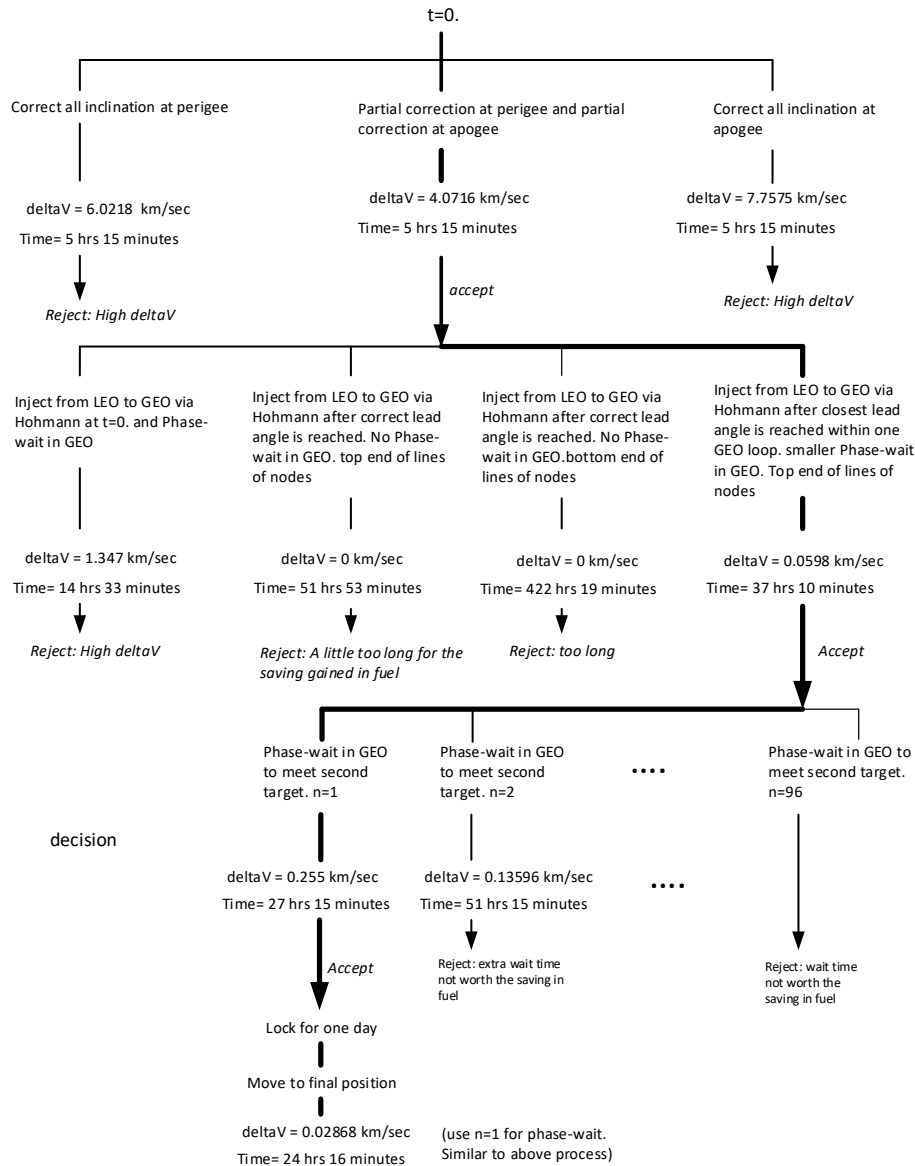 t=0.
Correct all inclination at perigee
Partial correction at perigee and partial
correction at apogee
Correct all inclination at
apogee
deltaV = 6.0218 km/sec
Time= 5 hrs 15 minutes
deltaV = 4.0716 km/sec
Time= 5 hrs 15 minutes
deltaV = 7.7575 km/sec
Time= 5 hrs 15 minutes
Reject: High deltaV
accept
Reject: High deltaV
Inject from LEO to GEO via
Hohmann at t=0. and Phase-
wait in GEO
Inject from LEO to GEO via
Hohmann after correct lead
angle is reached. No Phase-
wait in GEO. top end of lines
of nodes
Inject from LEO to GEO via
Hohmann after correct lead
angle is reached. No Phase-
wait in GEO.bottom end of
lines of nodes
Inject from LEO to GEO via
Hohmann after closest lead
angle is reached within one
GEO loop. smaller Phase-wait
in GEO. Top end of lines of
nodes
deltaV = 1.347 km/sec
Time= 14 hrs 33 minutes
deltaV = 0 km/sec
Time= 51 hrs 53 minutes
deltaV = 0 km/sec
Time= 422 hrs 19 minutes
deltaV = 0.0598 km/sec
Time= 37 hrs 10 minutes
Reject: High deltaV
Reject: A little too long for the
saving gained in fuel
Reject: too long
Accept
Phase-wait in GEO
to meet second
target. n=1
Phase-wait in GEO
to meet second
target. n=2
....
Phase-wait in GEO to
meet second target.
n=96
decision
deltaV = 0.255 km/sec
Time= 27 hrs 15 minutes
deltaV = 0.13596 km/sec
Time= 51 hrs 15 minutes
....
Accept
Reject: extra wait time
not worth the saving in
fuel
Reject: wait time
not worth the
saving in fuel
Lock for one day
Move to final position
deltaV = 0.02868 km/sec
Time= 24 hrs 16 minutes
(use n=1 for phase-wait.
Similar to above process)